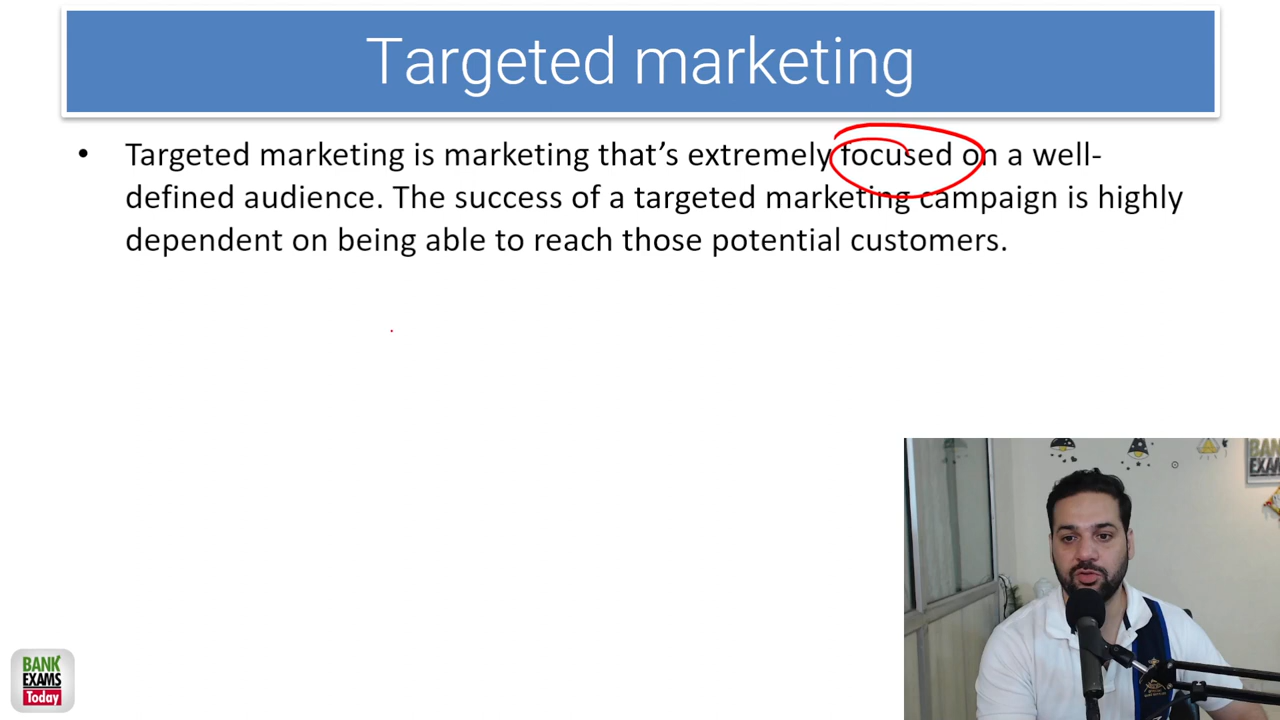 Targeted marketing
• Targeted marketing is marketing that's extremely focused on a well-
defined audience. The success of a targeted marketing campaign is highly
dependent on being able to reach those potential customers.
BANK
EXAMS
Today